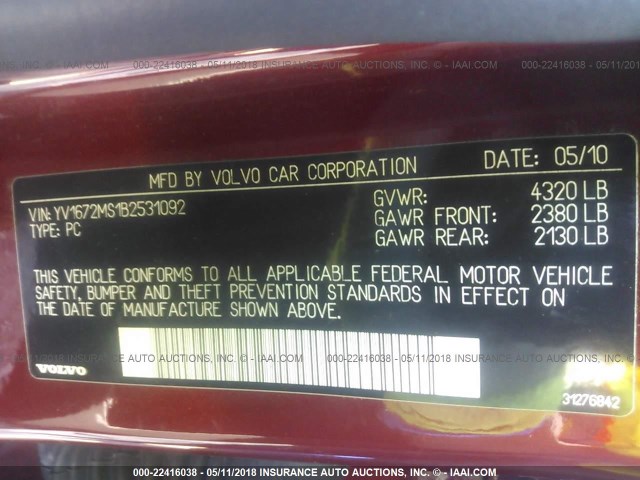 000-22416038 - 05/11/2018 INSURANCE AUTO AUCTIONS, INC. © - IAAI.COM
MFD BY VOLVO CAR CORPORATION
DATE: 05/10
VIN: YV1672MS1B2531092
TYPE: PC
GVWR: 4320 LB
GAWR FRONT: 2380 LB
GAWR REAR: 2130 LB
THIS VEHICLE CONFORMS TO ALL APPLICABLE FEDERAL MOTOR VEHICLE
SAFETY, BUMPER AND THEFT PREVENTION STANDARDS IN EFFECT ON
THE DATE OF MANUFACTURE SHOWN ABOVE.
000-22416038 - 05/11/2018 INSURANCE AUTO AUCTIONS, INC. © - IAAI.COM
VOLVO
31276842
000-22416038 - 05/11/2018 INSURANCE AUTO AUCTIONS, INC. © - IAAI.COM